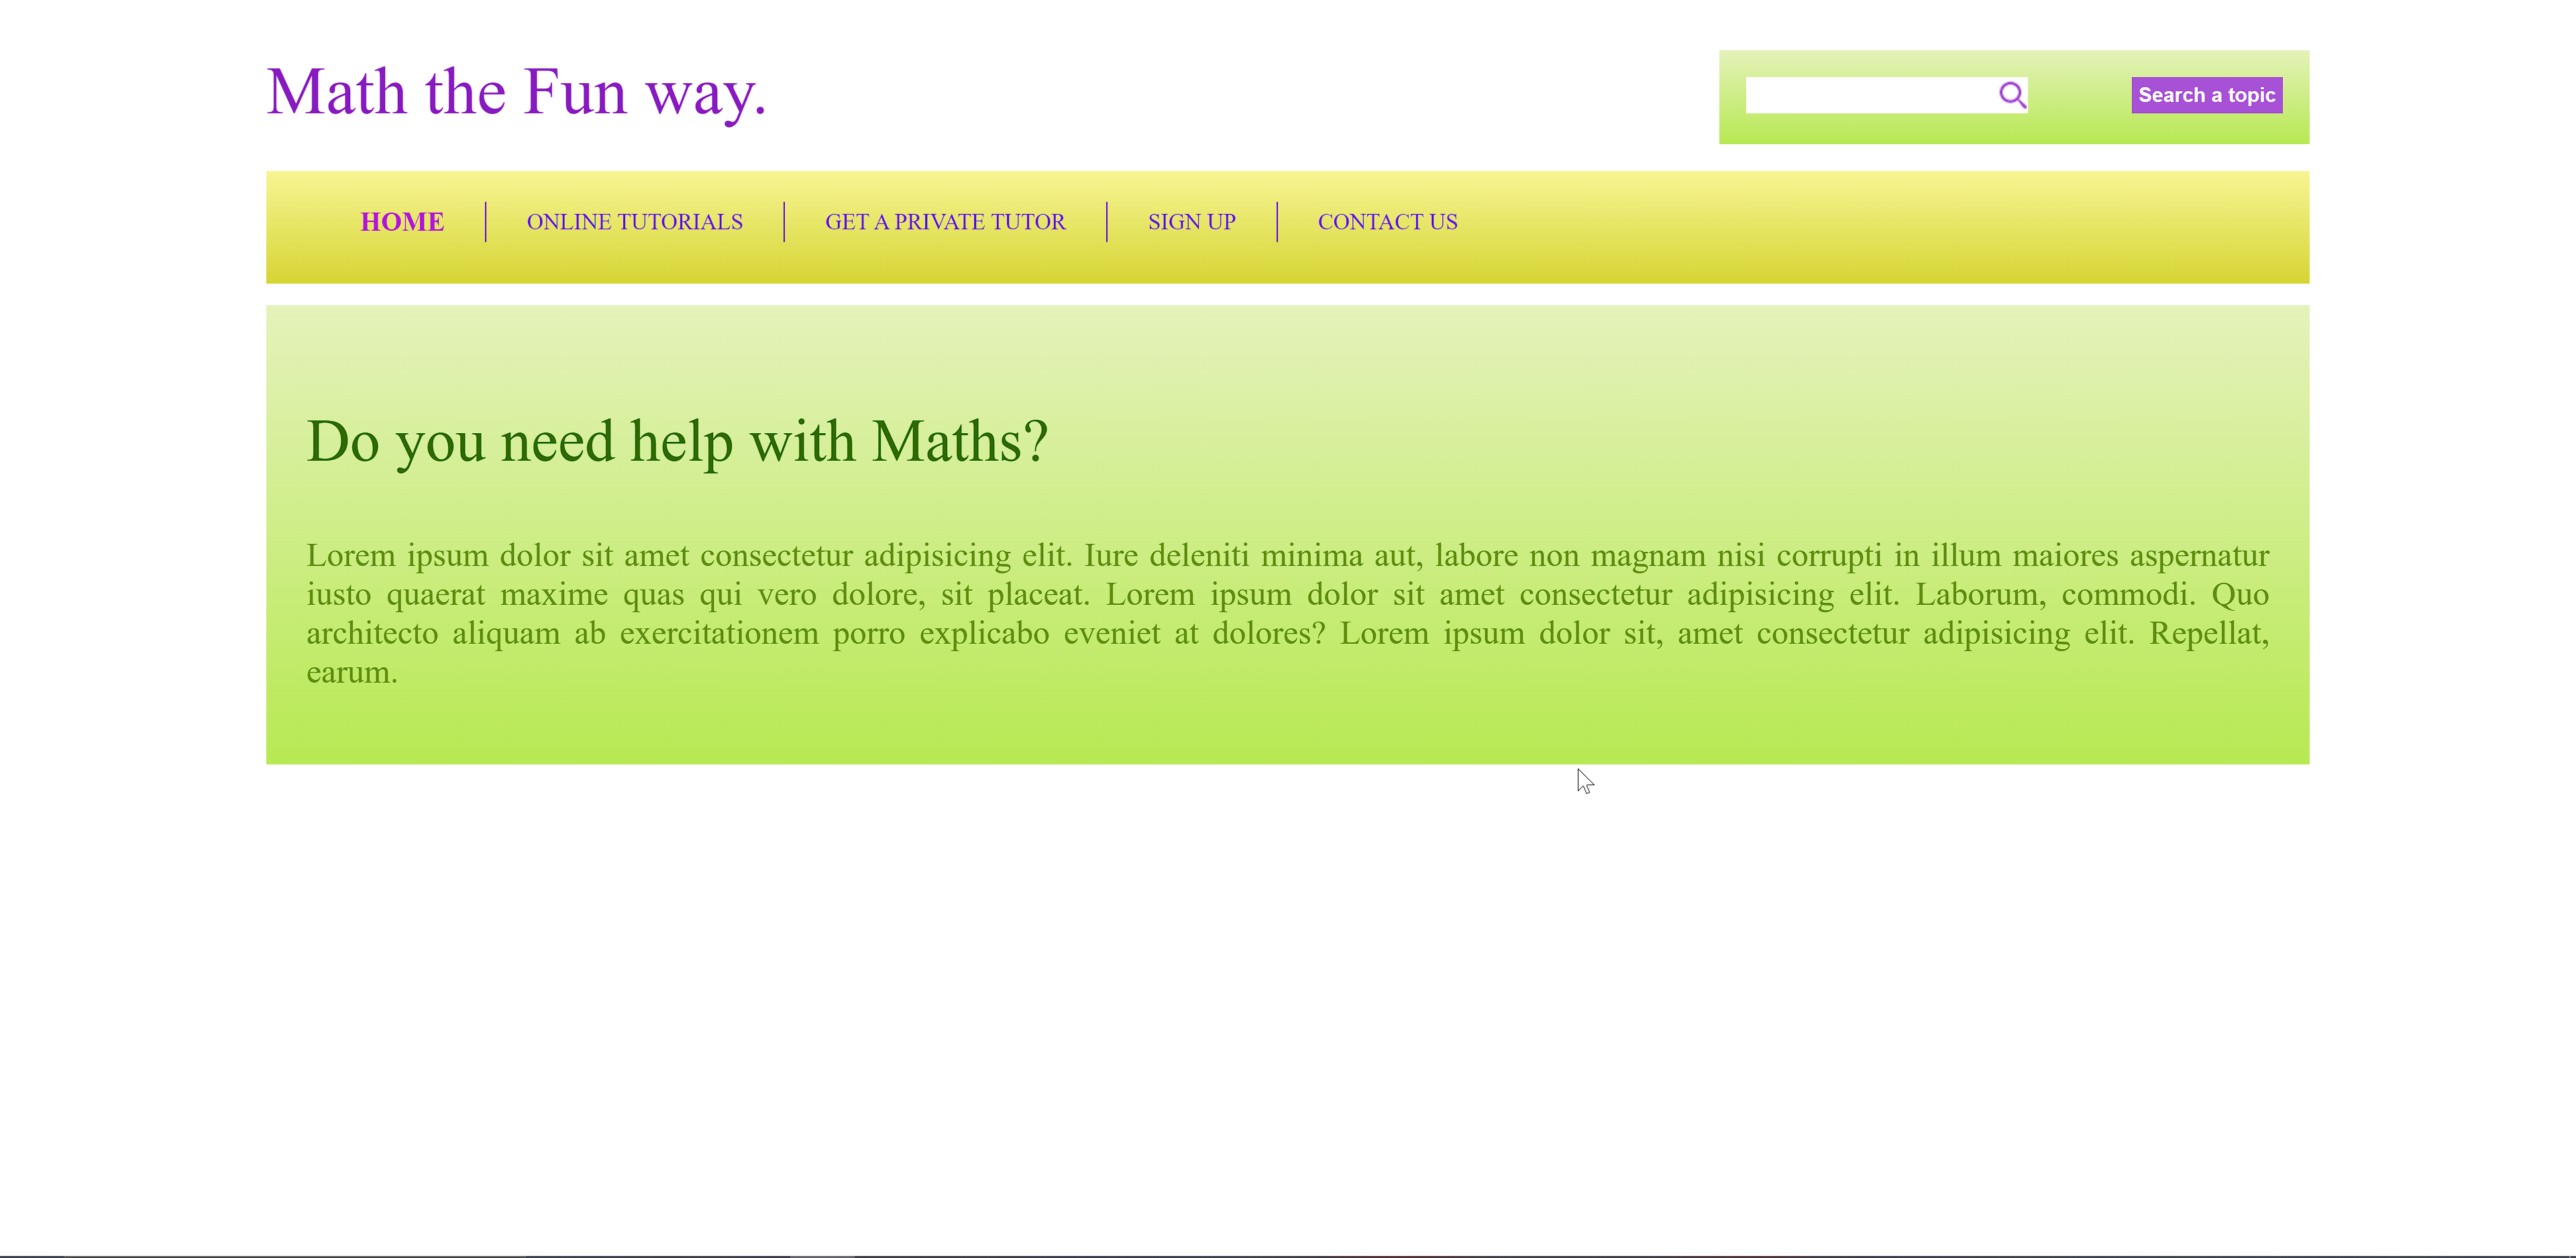 Math the Fun way.
Search a topic
HOME
ONLINE TUTORIALS
GET A PRIVATE TUTOR
SIGN UP
CONTACT US
Do you need help with Maths?
Lorem ipsum dolor sit amet consectetur adipisicing elit. Iure deleniti minima aut, labore non magnam nisi corrupti in illum maiores aspernatur
iusto quaerat maxime quas qui vero dolore, sit placeat. Lorem ipsum dolor sit amet consectetur adipisicing elit. Laborum, commodi. Quo
architecto aliquam ab exercitationem porro explicabo eveniet at dolores? Lorem ipsum dolor sit, amet consectetur adipisicing elit. Repellat,
earum.